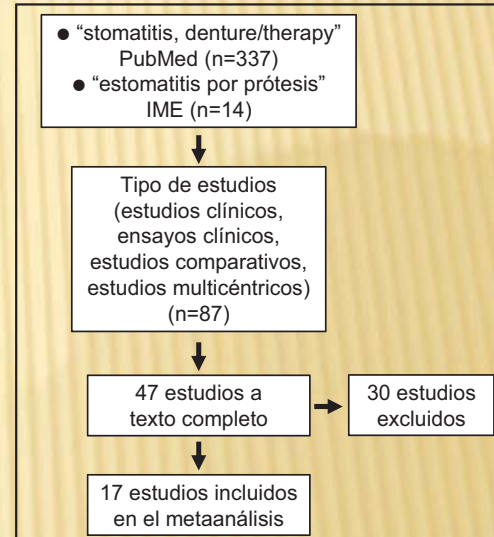 ● “stomatitis, denture/therapy”
PubMed (n=337)
● “estomatitis por prótesis”
IME (n=14)
Tipo de estudios
(estudios clínicos,
ensayos clínicos,
estudios comparativos,
estudios multicéntricos)
(n=87)
47 estudios a
texto completo
30 estudios
excluidos
17 estudios incluidos
en el metaanálisis